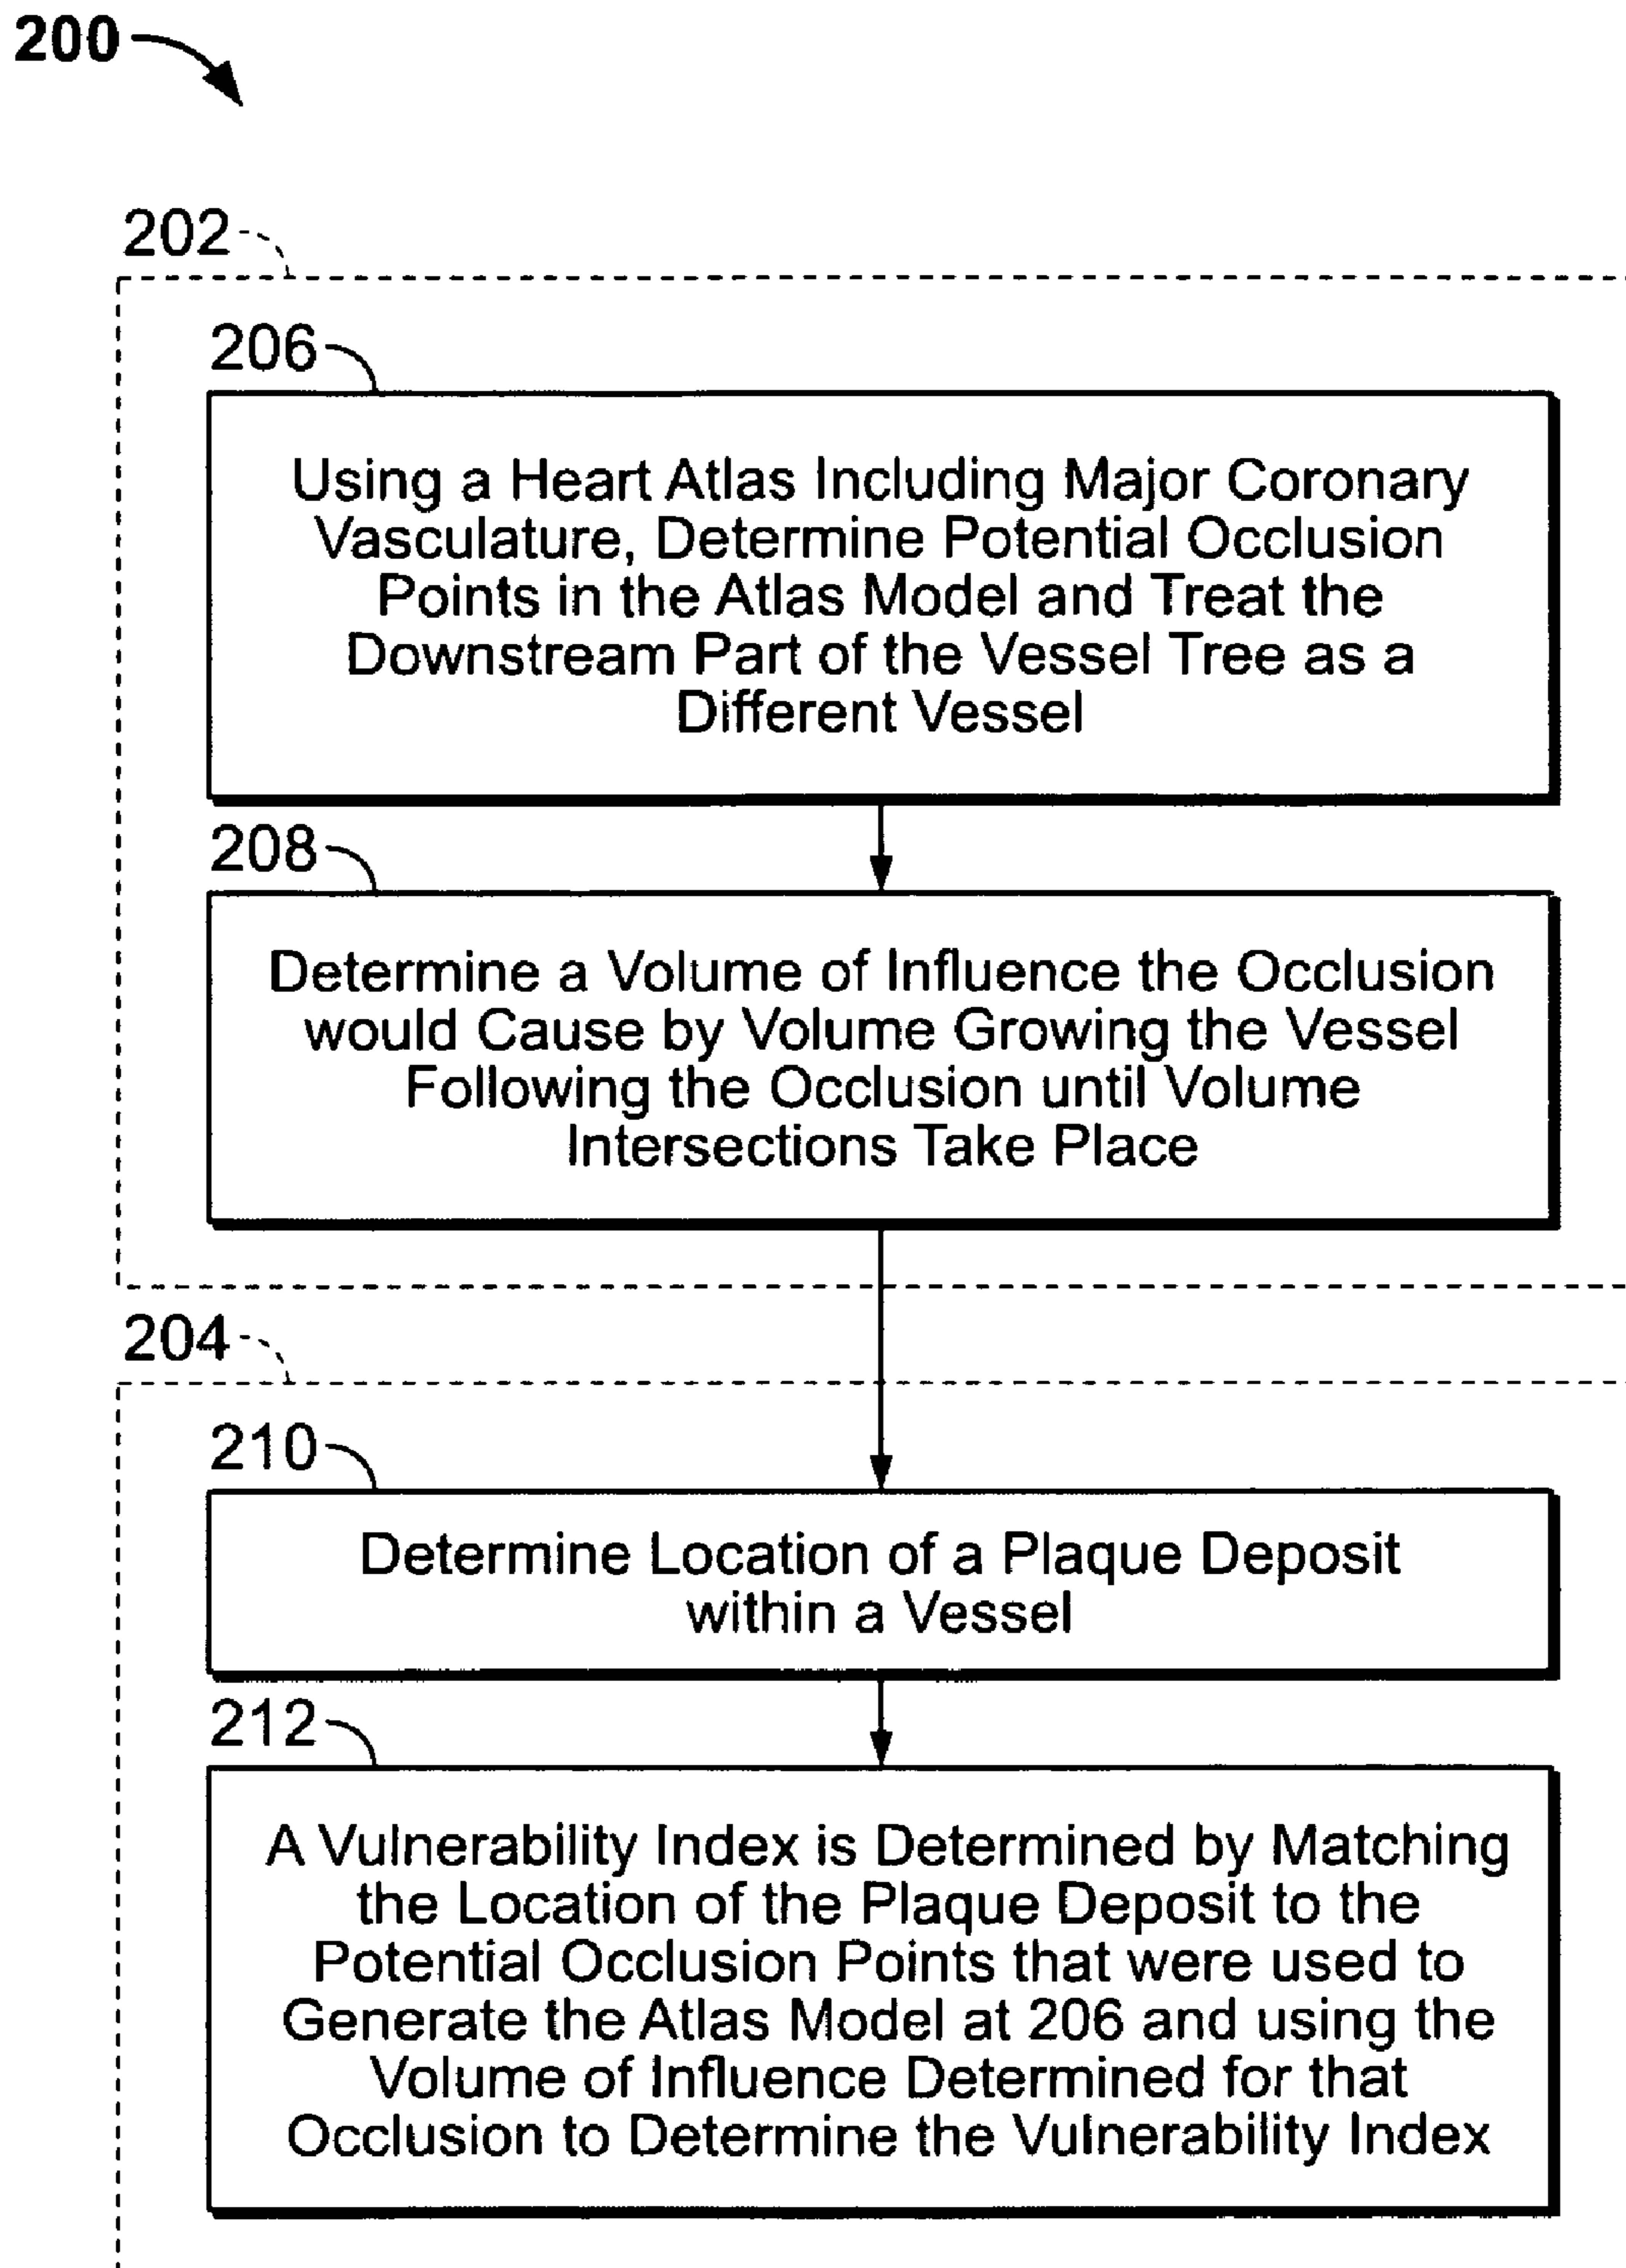 200
202
206
Using a Heart Atlas Including Major Coronary
Vasculature, Determine Potential Occlusion
Points in the Atlas Model and Treat the
Downstream Part of the Vessel Tree as a
Different Vessel
208
Determine a Volume of Influence the Occlusion
would Cause by Volume Growing the Vessel
Following the Occlusion until Volume
Intersections Take Place
204
210
Determine Location of a Plaque Deposit
within a Vessel
212
A Vulnerability Index is Determined by Matching
the Location of the Plaque Deposit to the
Potential Occlusion Points that were used to
Generate the Atlas Model at 206 and using the
Volume of Influence Determined for that
Occlusion to Determine the Vulnerability Index